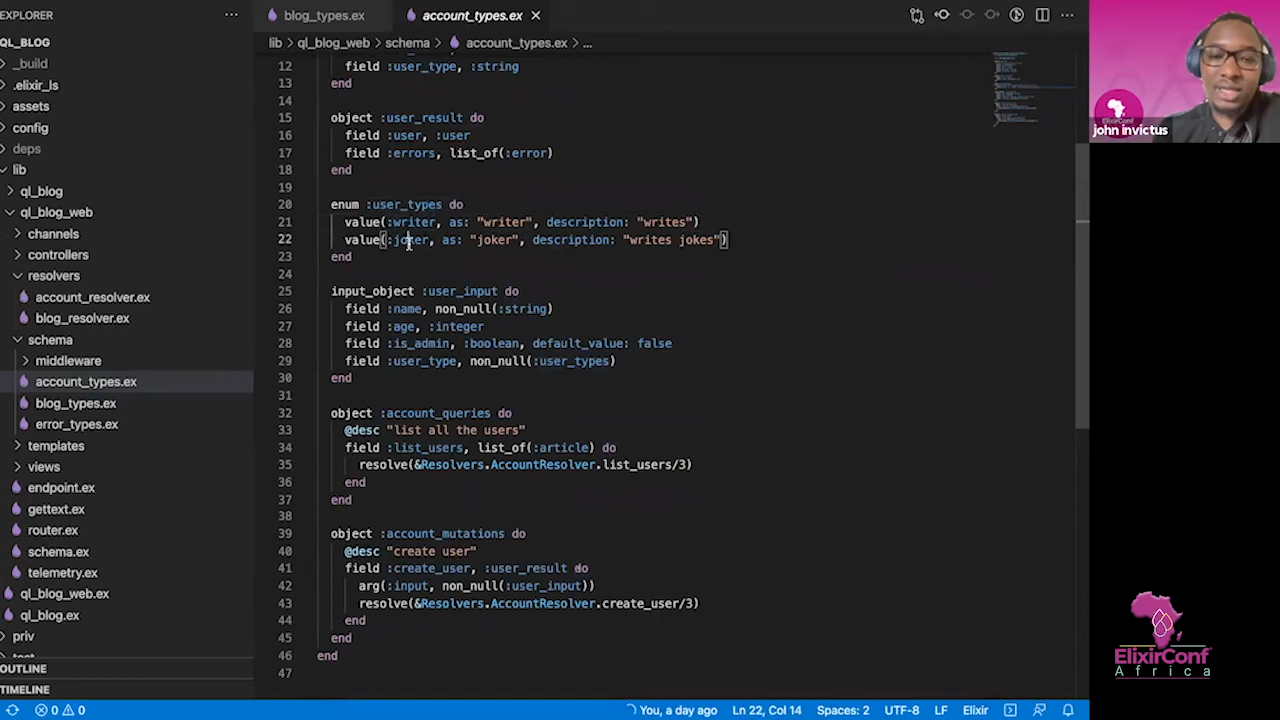 EXPLORER
QL_BLOG
_build
.elixir_ls
assets
config
deps
lib
ql_blog
ql_blog_web
channels
controllers
resolvers
account_resolver.ex
blog_resolver.ex
schema
middleware
account_types.ex
blog_types.ex
error_types.ex
templates
views
endpoint.ex
gettext.ex
router.ex
schema.ex
telemetry.ex
ql_blog_web.ex
ql_blog.ex
priv
OUTLINE
TIMELINE
blog_types.ex account_types.ex
lib > ql_blog_web > schema > account_types.ex > ...
12 field :user_type, :string
13 end
14
15 object :user_result do
16 field :user, :user
17 field :errors, list_of(:error)
18 end
19
20 enum :user_types do
21 value(:writer, as: "writer", description: "writes")
22 value(:joker, as: "joker", description: "writes jokes")
23 end
24
25 input_object :user_input do
26 field :name, non_null(:string)
27 field :age, :integer
28 field :is_admin, :boolean, default_value: false
29 field :user_type, non_null(:user_types)
30 end
31
32 object :account_queries do
33 @desc "list all the users"
34 field :list_users, list_of(:article) do
35 resolve(&Resolvers.AccountResolver.list_users/3)
36 end
37 end
38
39 object :account_mutations do
40 @desc "create user"
41 field :create_user, :user_result do
42 arg(:input, non_null(:user_input))
43 resolve(&Resolvers.AccountResolver.create_user/3)
44 end
45 end
46 end
47
0 0 You, a day ago Ln 22, Col 14 Spaces: 2 UTF-8 LF Elixir
john invictus
ElixirConf
Africa